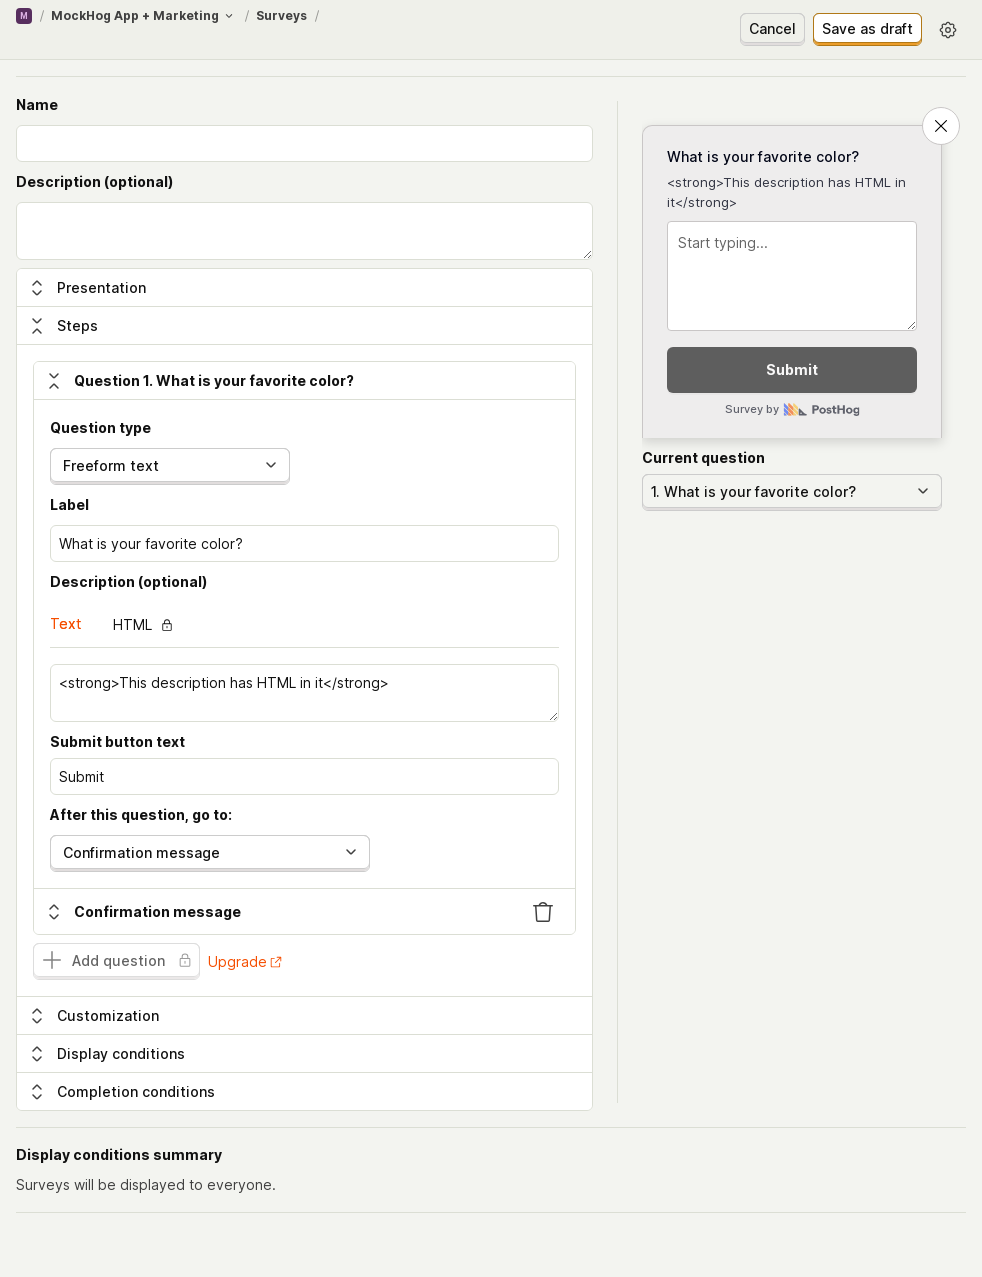 M / MockHog App + Marketing / Surveys /
Cancel
Save as draft
Name
Description (optional)
Presentation
Steps
Question 1. What is your favorite color?
Question type
Freeform text
Label
What is your favorite color?
Description (optional)
Text
HTML
<strong>This description has HTML in it</strong>
Submit button text
Submit
After this question, go to:
Confirmation message
Confirmation message
Add question
Upgrade
Customization
Display conditions
Completion conditions
What is your favorite color?
<strong>This description has HTML in
it</strong>
Start typing...
Submit
Survey by PostHog
Current question
1. What is your favorite color?
Display conditions summary
Surveys will be displayed to everyone.